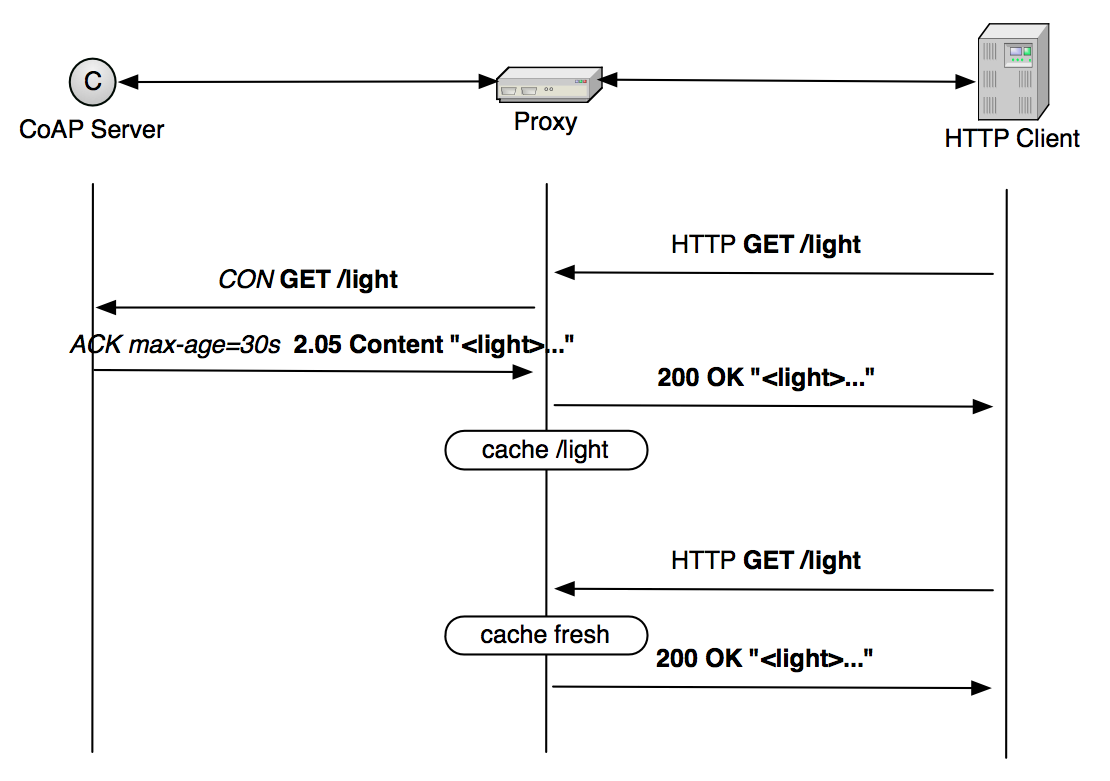 C
CoAP Server
Proxy
HTTP Client
HTTP GET /light
CON GET /light
ACK max-age=30s 2.05 Content "<light>..."
200 OK "<light>..."
cache /light
HTTP GET /light
cache fresh
200 OK "<light>..."